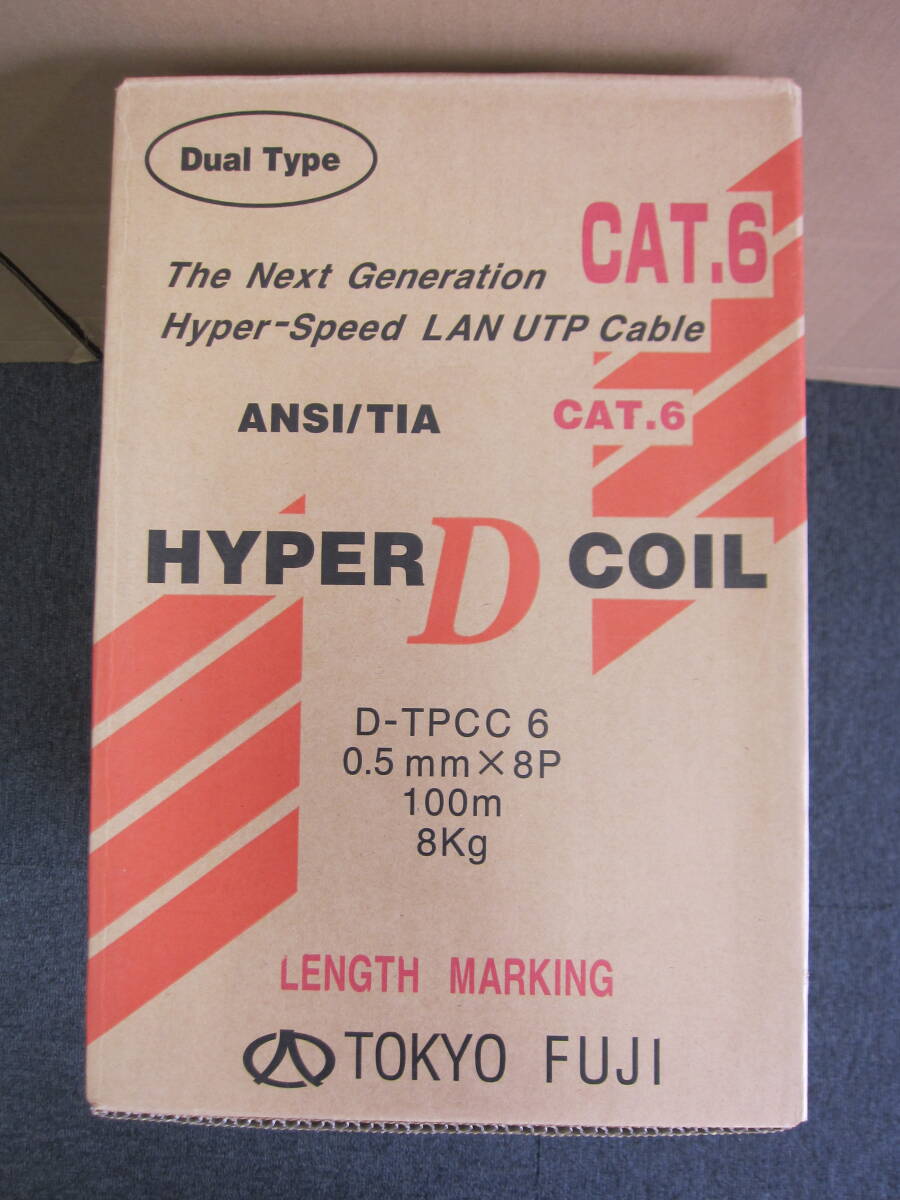 Dual Type
CAT.6
The Next Generation
Hyper-Speed LAN UTP Cable
ANSI/TIA CAT.6
HYPER D COIL
D-TPCC 6
0.5 mm×8P
100m
8Kg
LENGTH MARKING
TOKYO FUJI